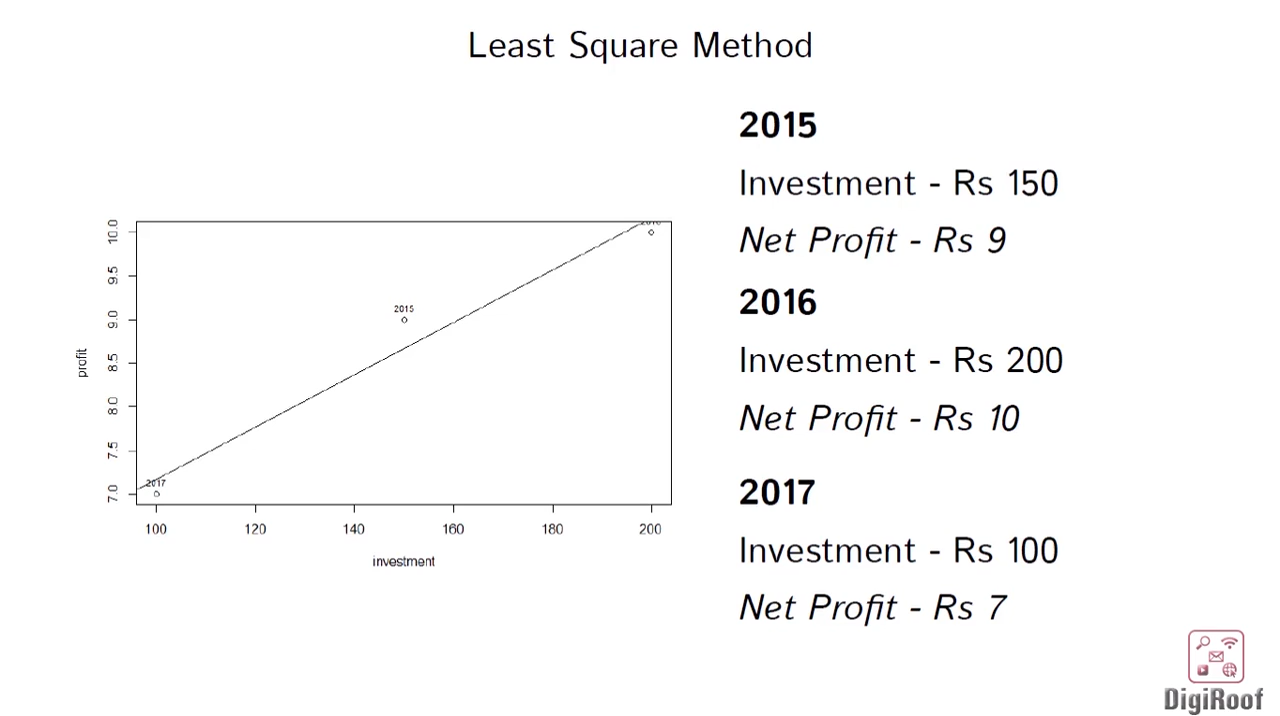 Least Square Method
2015
Investment - Rs 150
Net Profit - Rs 9
2016
Investment - Rs 200
Net Profit - Rs 10
2017
Investment - Rs 100
Net Profit - Rs 7
profit
10.0
9.5
9.0
8.5
8.0
7.5
7.0
2015
2017
100 120 140 160 180 200
investment
DigiRoof